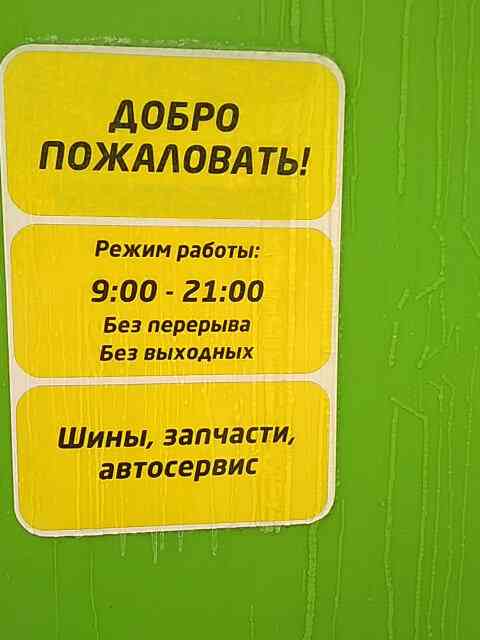 ДОБРО
ПОЖАЛОВАТЬ!
Режим работы:
9:00 - 21:00
Без перерыва
Без выходных
Шины, запчасти,
автосервис